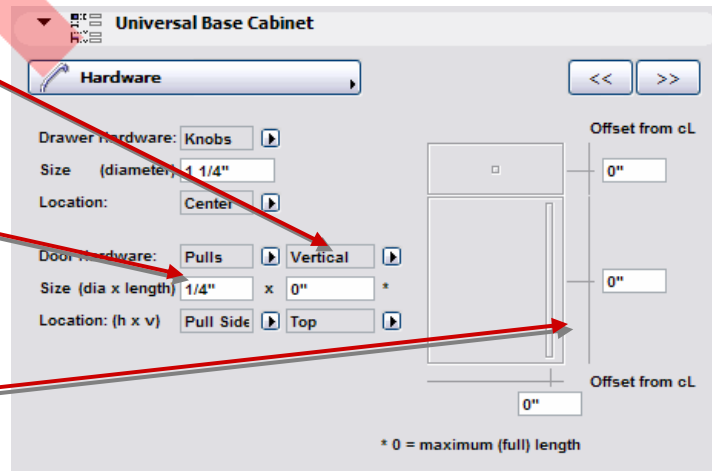 Universal Base Cabinet
Hardware
<< >>
Drawer Hardware: Knobs
Offset from cL
Size (diameter) 1 1/4"
0"
Location: Center
Door Hardware: Pulls Vertical
Size (dia x length) 1/4" x 0" *
0"
Location: (h x v) Pull Side Top
Offset from cL
0"
* 0 = maximum (full) length